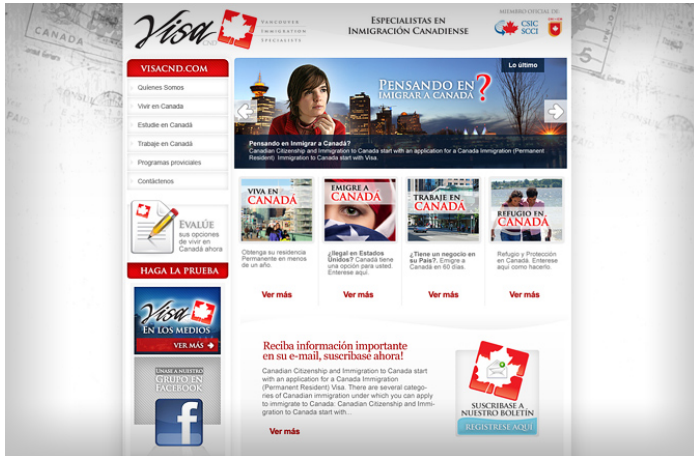 CANADA
Visa
CND
VANCOUVER
IMMIGRATION
SPECIALISTS
ESPECIALISTAS EN
INMIGRACIÓN CANADIENSE
MIEMBRO OFICIAL DE
CSIC
SCCI
VISACND.COM
Quienes Somos
Vivir en Canada
Estudie en Canadá
Trabaje en Canadá
Programas provinciales
Contáctenos
EVALÚE
sus opciones
de vivir en
Canadá ahora
HAGA LA PRUEBA
Visa
EN LOS MEDIOS
VER MÁS
UNASE A NUESTRO
GRUPO EN
FACEBOOK
f
Lo último
PENSANDO EN
IMIGRAR A CANADÁ ?
Pensando en Inmigrar a Canadá?
Canadian Citizenship and Immigration to Canada start with an application for a Canada Immigration (Permanent
Resident) Immigration to Canada start with Visa.
VIVA EN
CANADÁ
Obtenga su residencia
Permanente en menos
de un año.
Ver más
EMIGRE A
CANADÁ
¿Ilegal en Estados
Unidos? Canadá tiene
una opción para usted.
Entérese aquí.
Ver más
TRABAJE EN
CANADÁ
¿Tiene un negocio en
su País?. Emigre a
Canadá en 60 días.
Ver más
REFUGIO EN
CANADÁ
Refugio y Protección
en Canadá. Enterese
aquí como hacerlo.
Ver más
Reciba información importante
en su e-mail, suscribase ahora!
Canadian Citizenship and Immigration to Canada start
with an application for a Canada Immigration
(Permanent Resident) Visa. There are several catego-
ries of Canadian immigration under which you can apply
to immigrate to Canada: Canadian Citizenship and Immi-
gration to Canada start with...
Ver más
SUSCRIBASE A
NUESTRO BOLETÍN
REGISTRESE AQUÍ